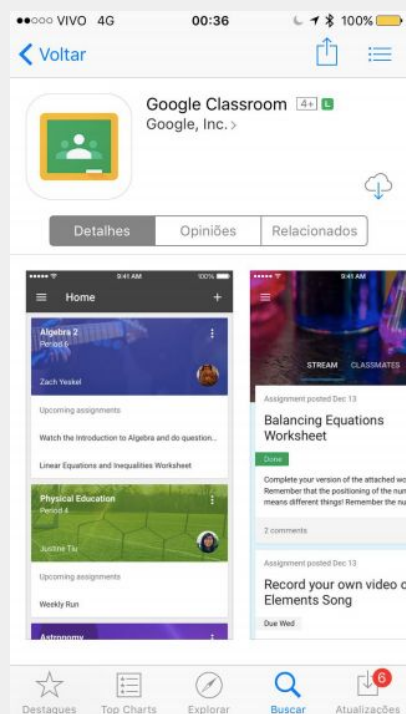 VIVO 4G 00:36 100%
Voltar
Google Classroom 4+ L
Google, Inc. >
Detalhes Opiniões Relacionados
9:41 AM 100%
Home +
Algebra 2
Period 6
Zach Yeskel
Upcoming assignments
Watch the Introduction to Algebra and do question...
Linear Equations and Inequalities Worksheet
Physical Education
Period 4
Justine Tiu
Upcoming assignments
Weekly Run
Astronomy
9:41 AM
STREAM CLASSMATES
Assignment posted Dec 13
Balancing Equations
Worksheet
Done
Complete your version of the attached wo
Remember that the positioning of the num
means different things! Remember the nu
2 comments
Assignment posted Dec 13
Record your own video o
Elements Song
Due Wed
6
Destaques Top Charts Explorar Buscar Atualizações